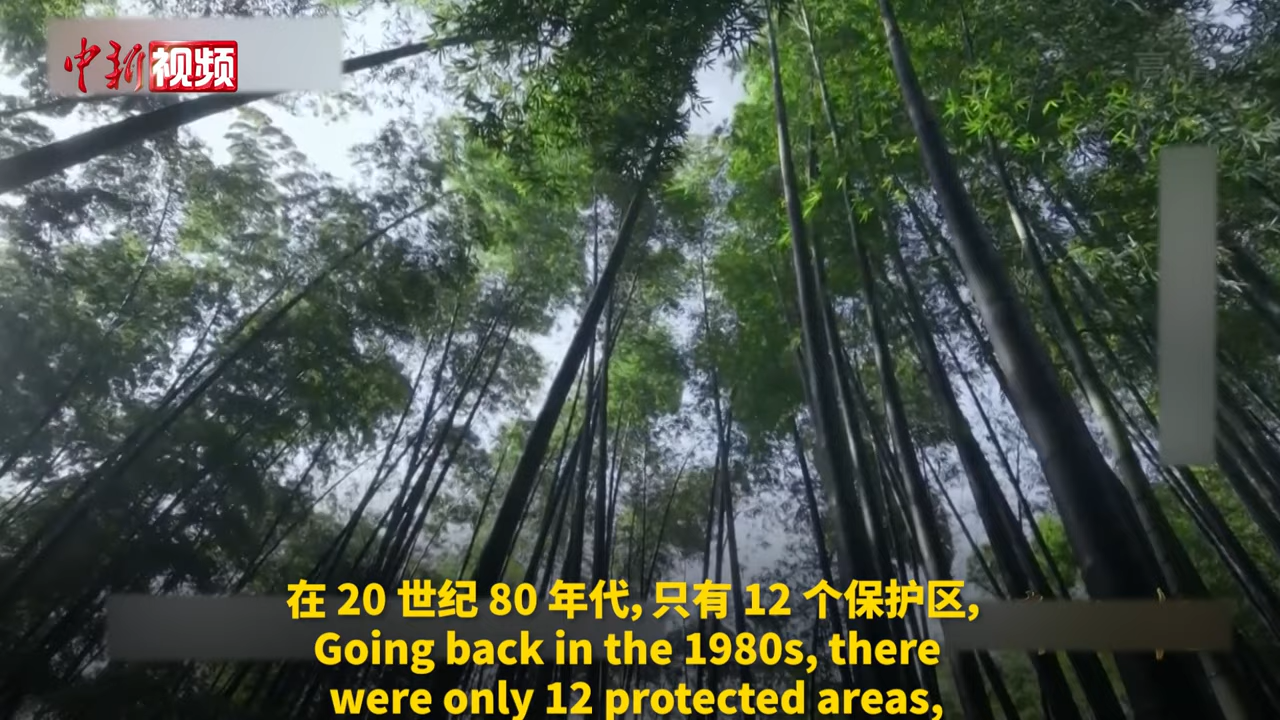 中新视频
在 20 世纪 80 年代, 只有 12 个保护区,
Going back in the 1980s, there
were only 12 protected areas,